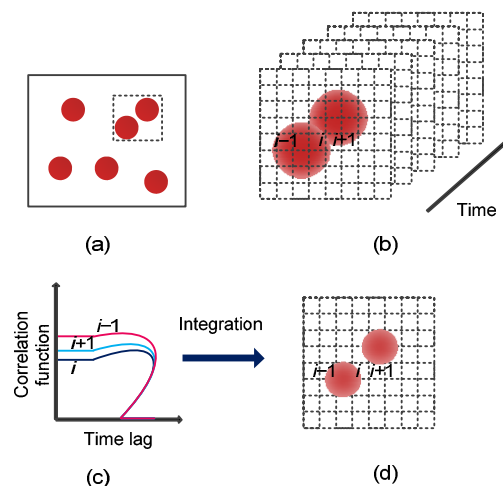 (a)
i–1 i i+1
Time
(b)
Correlation
function
i–1
i+1
i
Time lag
(c)
Integration
i–1 i i+1
(d)